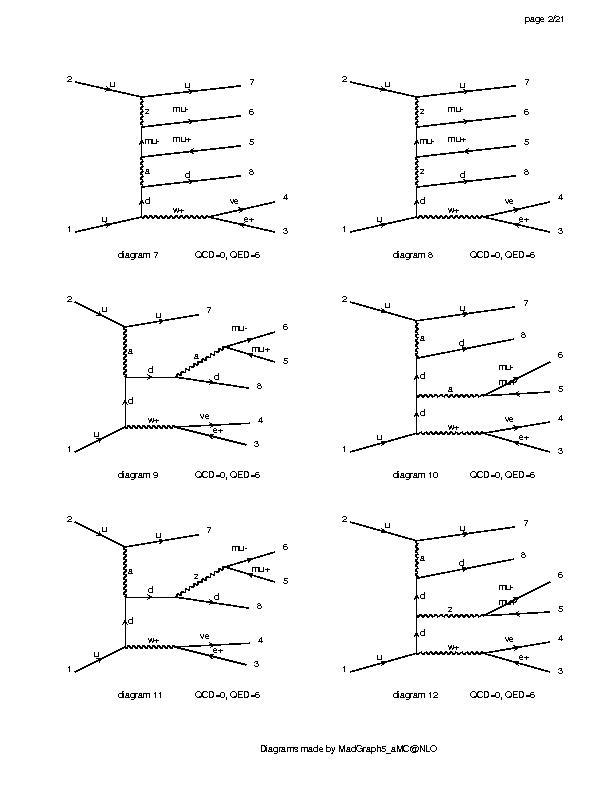 page 2/21
2 u u 7
z mu- 6
mu- mu+ 5
a d 8
d ve 4
u w+ e+
1 3
diagram 7 QCD=0, QED=6
2 u u 7
z mu- 6
mu- mu+ 5
z d 8
d ve 4
u w+ e+
1 3
diagram 8 QCD=0, QED=6
2 u u 7
mu- 6
a a mu+ 5
d d 8
d ve 4
u w+ e+
1 3
diagram 9 QCD=0, QED=6
2 u u 7
a d 8
mu- 6
d a mu+ 5
d ve 4
u w+ e+
1 3
diagram 10 QCD=0, QED=6
2 u u 7
mu- 6
a z mu+ 5
d d 8
d ve 4
u w+ e+
1 3
diagram 11 QCD=0, QED=6
2 u u 7
a d 8
mu- 6
d z mu+ 5
d ve 4
u w+ e+
1 3
diagram 12 QCD=0, QED=6
Diagrams made by MadGraph5_aMC@NLO